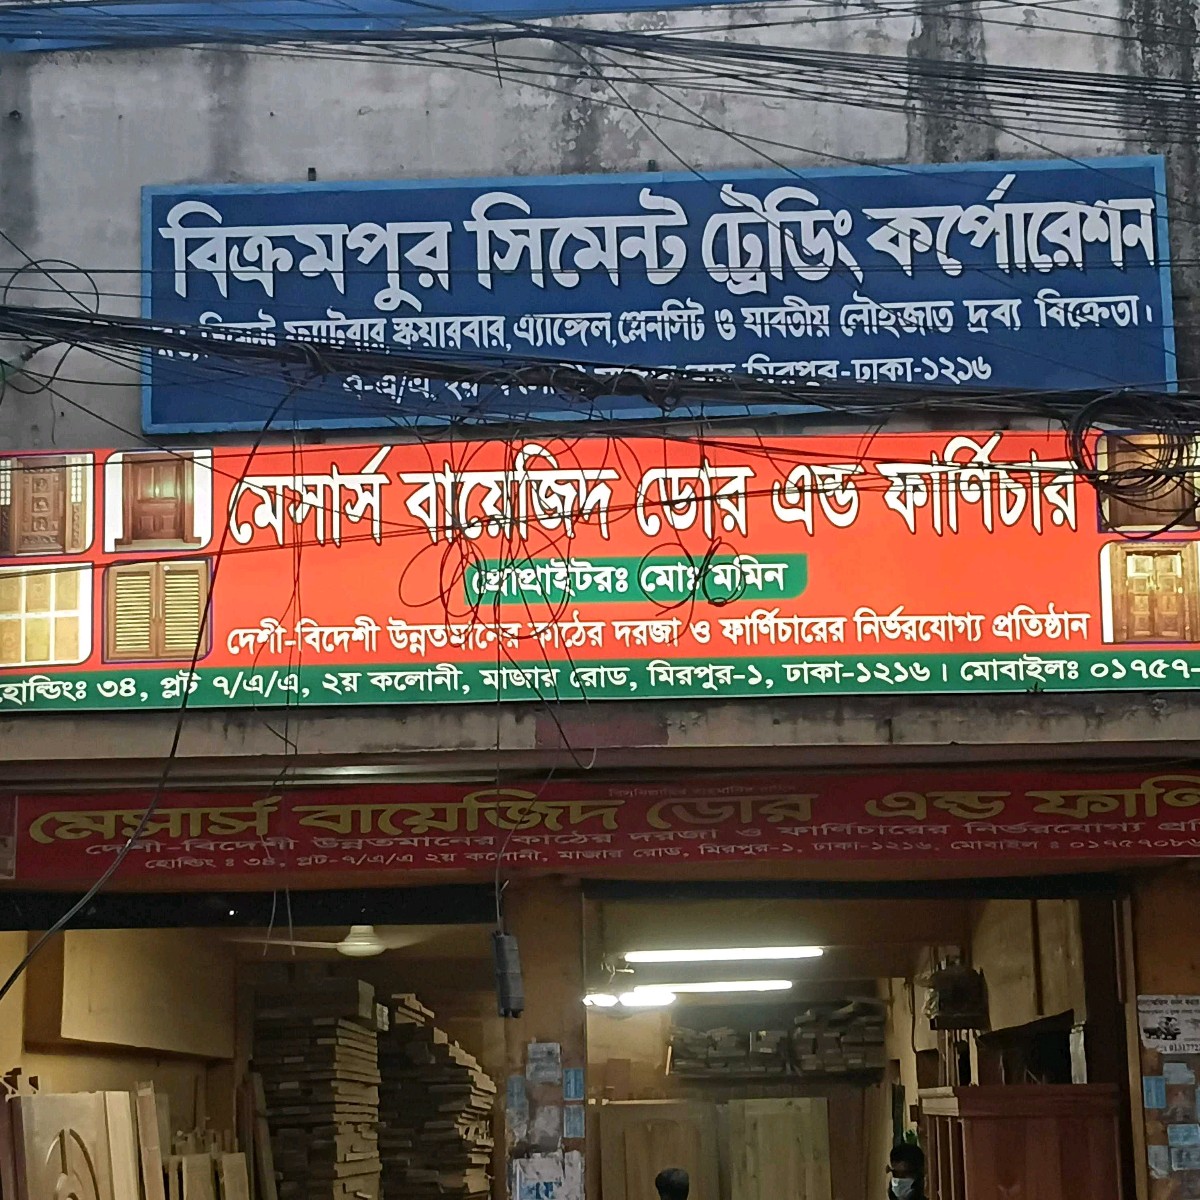 বিক্রমপুর সিমেন্ট ট্রেডিং কর্পোরেশন
স্কয়ারবার, এ্যাঙ্গেল, প্লেনসিট ও যাবতীয় লৌহজাত দ্রব্য বিক্রেতা।
মিরপুর-ঢাকা-১২১৬
মেসার্স বায়েজিদ ডোর এন্ড ফার্ণিচার
প্রোপ্রাইটরঃ মোঃ মমিন
দেশী-বিদেশী উন্নতমানের কাঠের দরজা ও ফার্ণিচারের নির্ভরযোগ্য প্রতিষ্ঠান
হোল্ডিংঃ ৩৪, প্লট ৭/এ/এ, ২য় কলোনী, মাজার রোড, মিরপুর-১, ঢাকা-১২১৬। মোবাইলঃ ০১৭৫৭-
মেসার্স বায়েজিদ ডোর এন্ড ফার্ণি
দেশী-বিদেশী উন্নতমানের কাঠের দরজা ও ফার্ণিচারের নির্ভরযোগ্য প্রতি
হোল্ডিং ঃ ৩৪, প্লট-৭/এ/এ ২য় কলোনী, মাজার রোড, মিরপুর-১, ঢাকা-১২১৬, মোবাইল ঃ ০১৭৫৭০৮৬